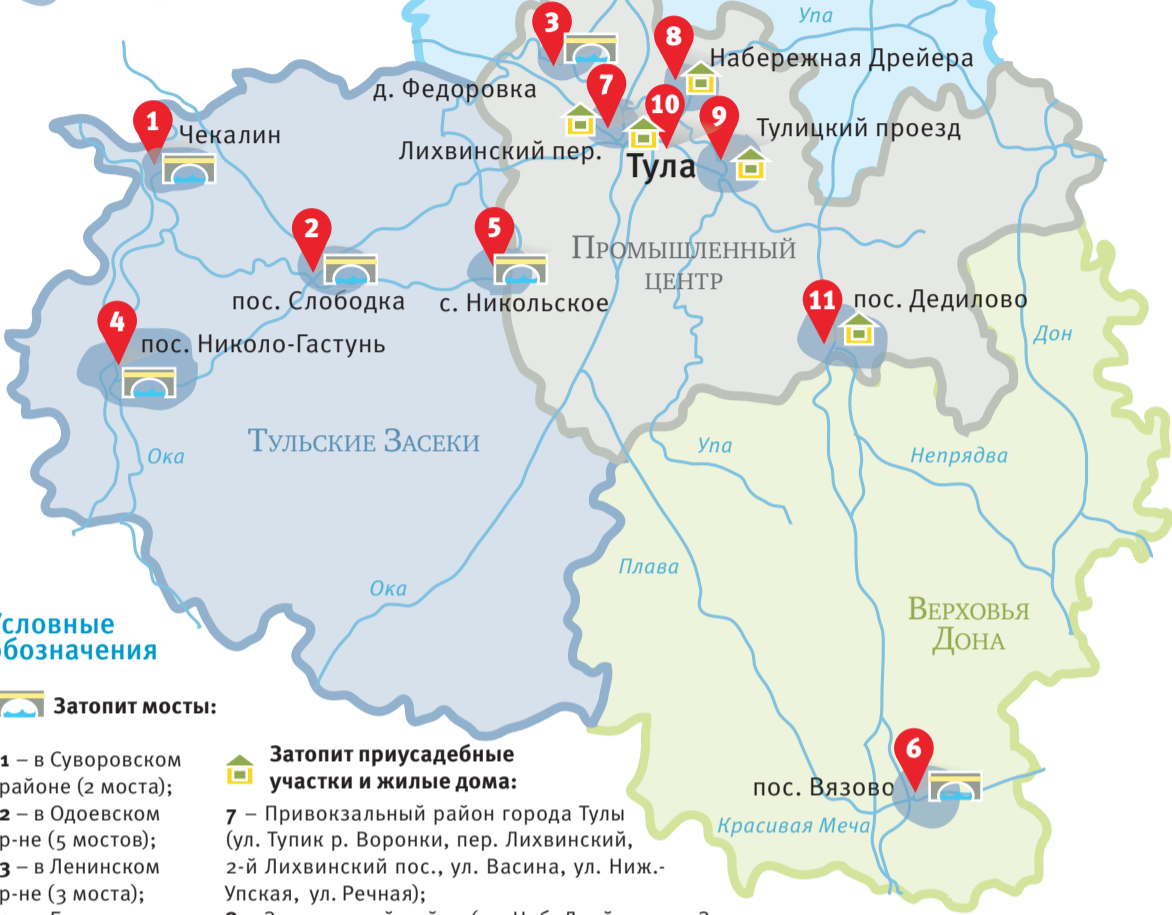 Упа
3
8
Набережная Дрейера
д. Федоровка
7
10
9
Тулицкий проезд
1
Чекалин
Лихвинский пер.
Тула
2
5
Промышленный
центр
пос. Слободка
с. Никольское
11
пос. Дедилово
4
пос. Николо-Гастунь
Дон
Тульские Засеки
Ока
Упа
Непрядва
Ока
Плава
Верховья
Дона
Условные
обозначения
Затопит мосты:
1 – в Суворовском
районе (2 моста);
2 – в Одоевском
р-не (5 мостов);
3 – в Ленинском
р-не (3 моста);
Затопит приусадебные
участки и жилые дома:
7 – Привокзальный район города Тулы
(ул. Тупик р. Воронки, пер. Лихвинский,
2-й Лихвинский пос., ул. Васина, ул. Ниж.-
Упская, ул. Речная);
6
пос. Вязово
Красивая Меча